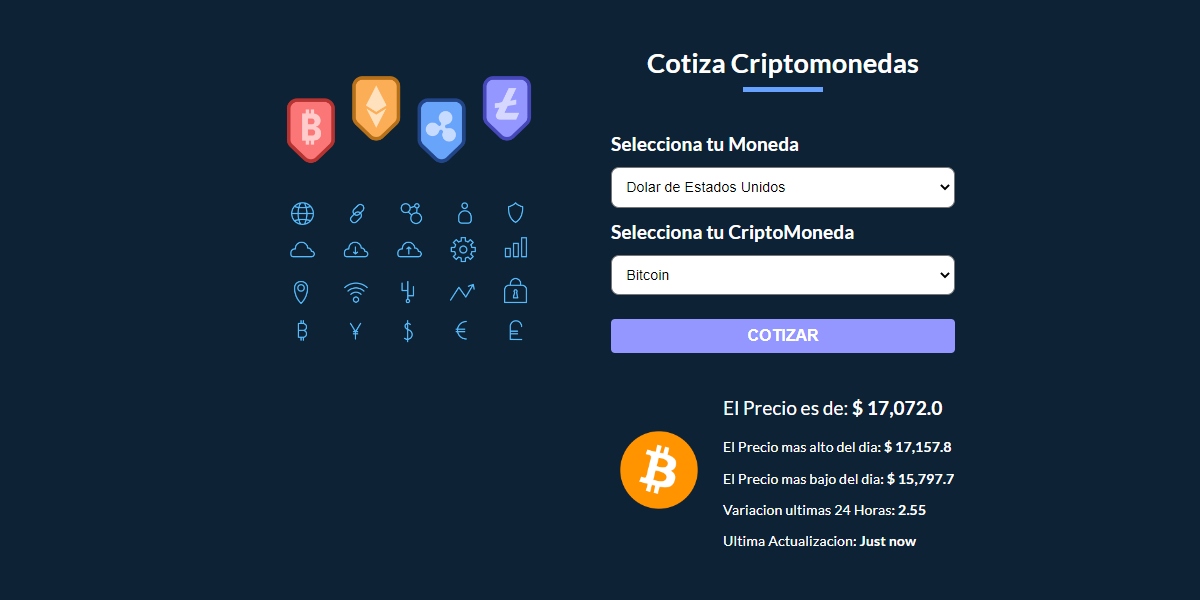 Cotiza Criptomonedas
Selecciona tu Moneda
Dolar de Estados Unidos
Selecciona tu CriptoMoneda
Bitcoin
COTIZAR
El Precio es de: $ 17,072.0
El Precio mas alto del dia: $ 17,157.8
El Precio mas bajo del dia: $ 15,797.7
Variacion ultimas 24 Horas: 2.55
Ultima Actualizacion: Just now